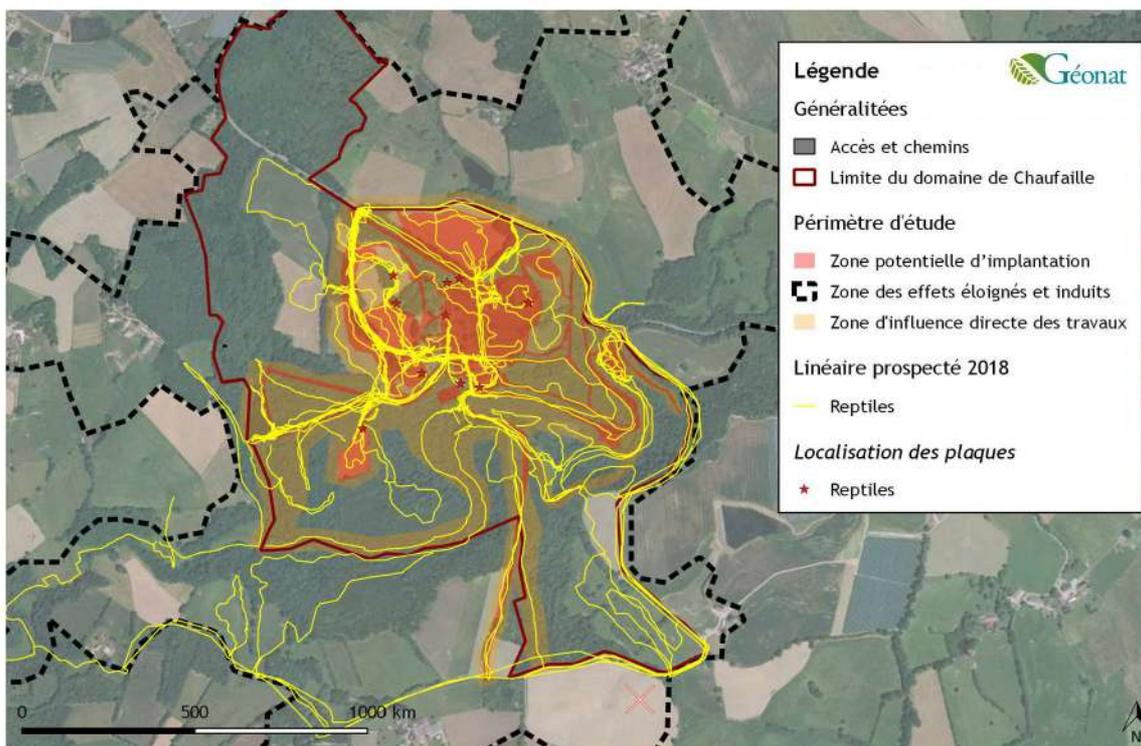 Légende
Géonat
Généralitées
Accès et chemins
Limite du domaine de Chaufaille
Périmètre d'étude
Zone potentielle d'implantation
Zone des effets éloignés et induits
Zone d'influence directe des travaux
Linéaire prospecté 2018
Reptiles
Localisation des plaques
Reptiles
0 500 1000 km
N